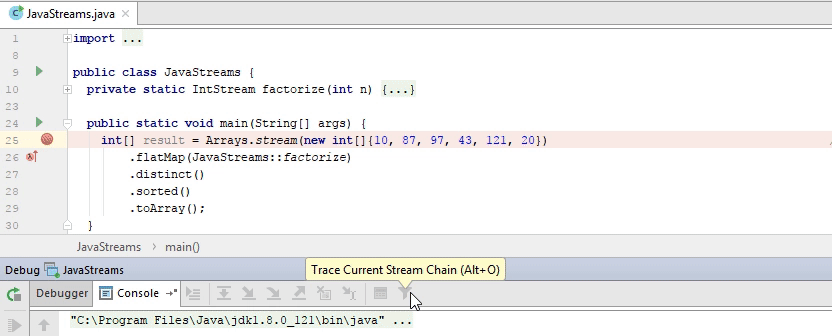 JavaStreams.java
1 import ...
8
9 public class JavaStreams {
10 private static IntStream factorize(int n) {...}
23
24 public static void main(String[] args) {
25 int[] result = Arrays.stream(new int[]{10, 87, 97, 43, 121, 20})
26 .flatMap(JavaStreams::factorize)
27 .distinct()
28 .sorted()
29 .toArray();
30 }
JavaStreams main()
Debug JavaStreams
Trace Current Stream Chain (Alt+O)
Debugger Console
"C:\Program Files\Java\jdk1.8.0_121\bin\java" ...